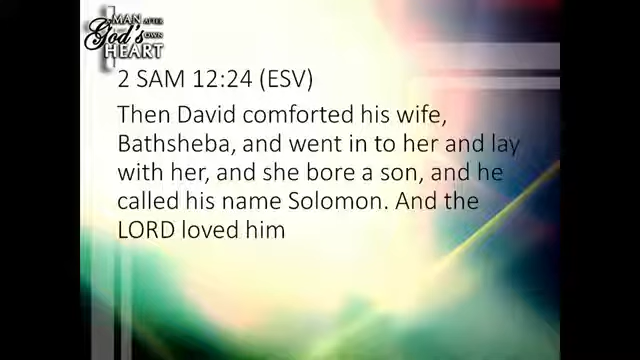 A MAN AFTER
God's OWN
HEART
2 SAM 12:24 (ESV)
Then David comforted his wife,
Bathsheba, and went in to her and lay
with her, and she bore a son, and he
called his name Solomon. And the
LORD loved him